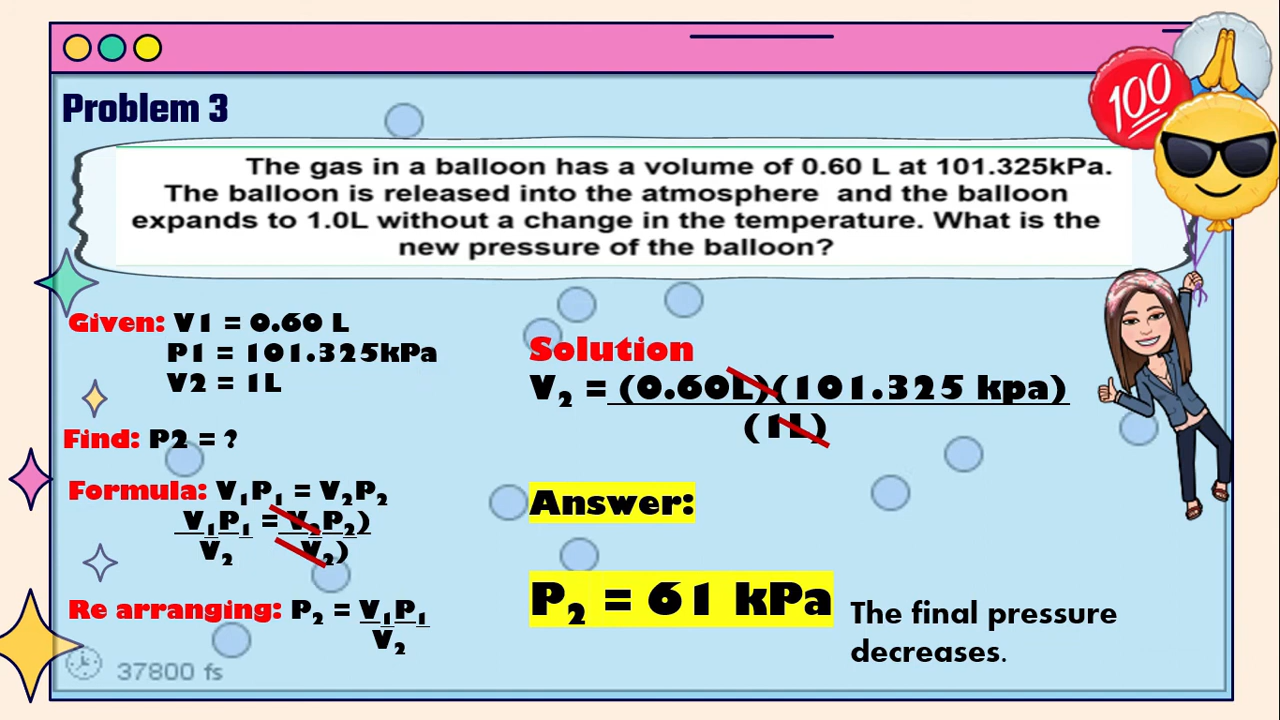 Problem 3
100
The gas in a balloon has a volume of 0.60 L at 101.325kPa.
The balloon is released into the atmosphere and the balloon
expands to 1.0L without a change in the temperature. What is the
new pressure of the balloon?
Given: V1 = 0.60 L
P1 = 101.325kPa
V2 = 1L
Find: P2 = ?
Formula: V₁P₁ = V₂P₂
V₁P₁ = V₂P₂)
V₂ V₂)
Re arranging: P₂ = V₁P₁
V₂
37800 fs
Solution
V₂ = (0.60L)(101.325 kpa)
(1L)
Answer:
P₂ = 61 kPa
The final pressure
decreases.